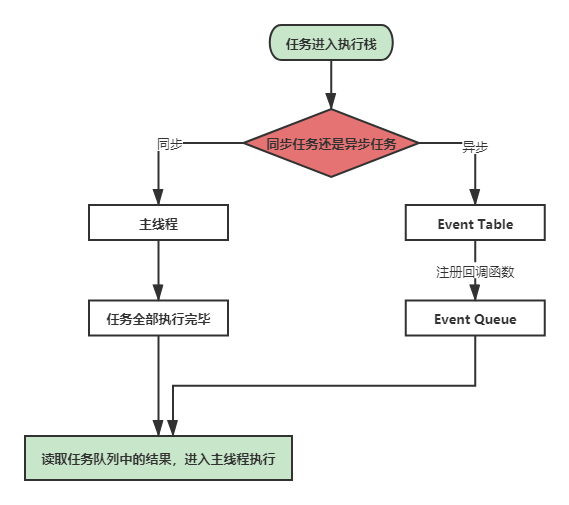 任务进入执行栈
同步任务还是异步任务
同步
异步
主线程
Event Table
注册回调函数
任务全部执行完毕
Event Queue
读取任务队列中的结果，进入主线程执行